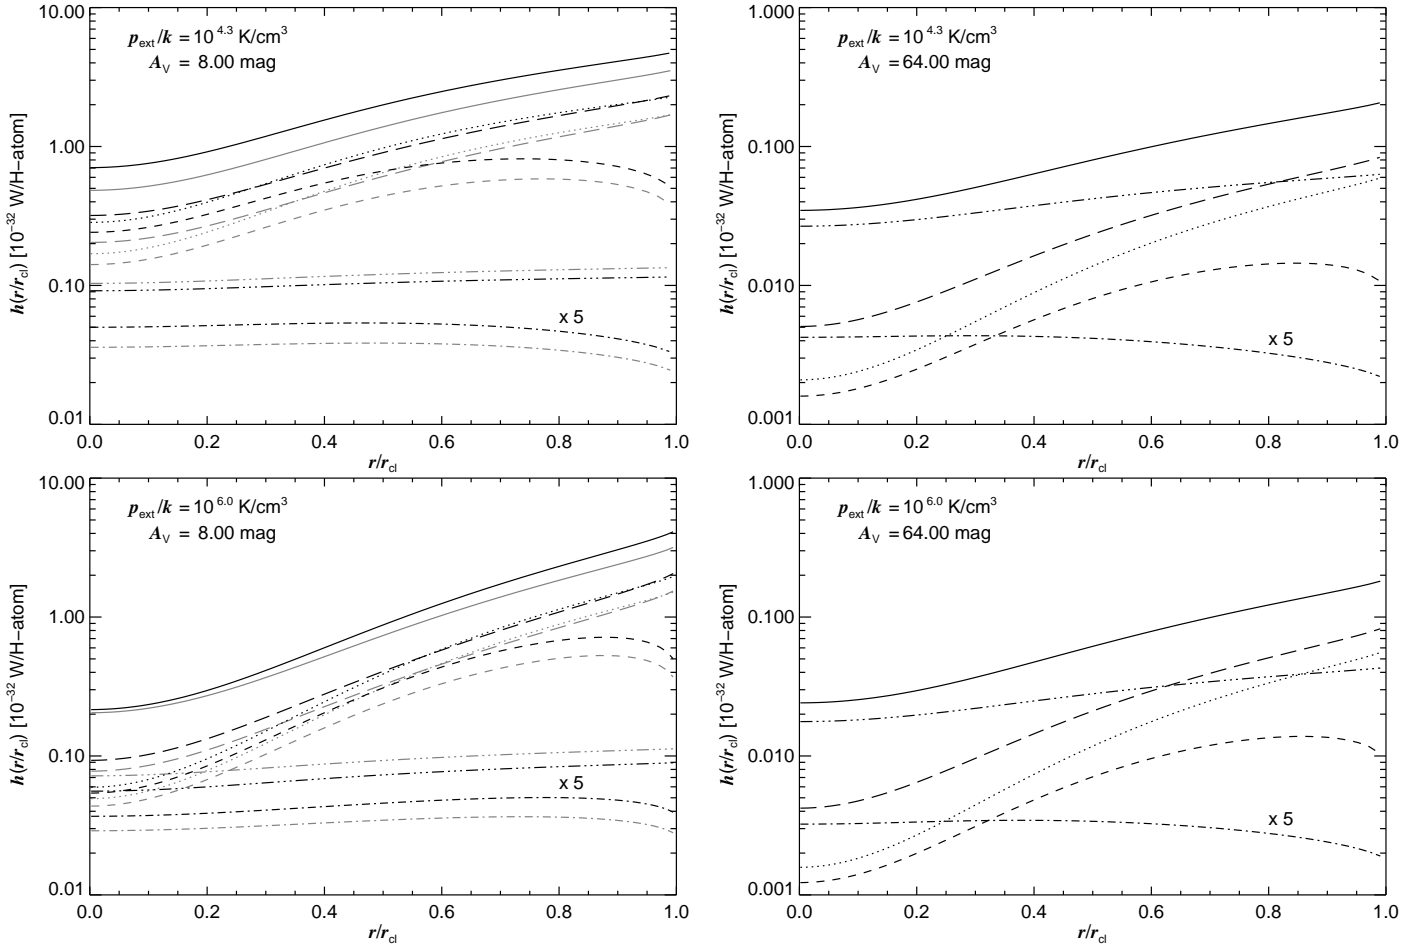 10.00
1.00
0.10
0.01
h(r/r_cl) [10^−32 W/H−atom]
p_ext/k = 10^4.3 K/cm^3
A_V = 8.00 mag
x 5
0.0 0.2 0.4 0.6 0.8 1.0
r/r_cl
1.000
0.100
0.010
0.001
h(r/r_cl) [10^−32 W/H−atom]
p_ext/k = 10^4.3 K/cm^3
A_V = 64.00 mag
x 5
0.0 0.2 0.4 0.6 0.8 1.0
r/r_cl
10.00
1.00
0.10
0.01
h(r/r_cl) [10^−32 W/H−atom]
p_ext/k = 10^6.0 K/cm^3
A_V = 8.00 mag
x 5
0.0 0.2 0.4 0.6 0.8 1.0
r/r_cl
1.000
0.100
0.010
0.001
h(r/r_cl) [10^−32 W/H−atom]
p_ext/k = 10^6.0 K/cm^3
A_V = 64.00 mag
x 5
0.0 0.2 0.4 0.6 0.8 1.0
r/r_cl